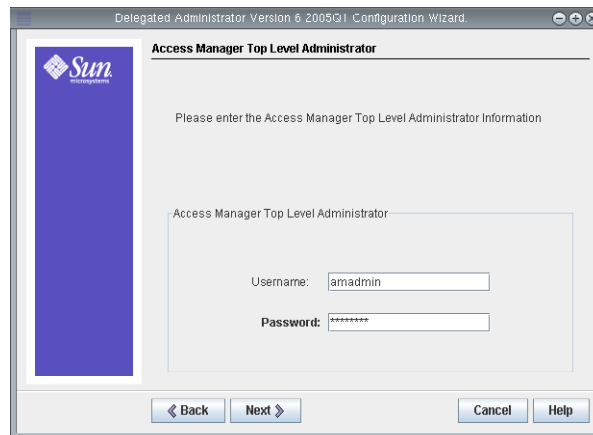 Delegated Administrator Version 6 2005Q1 Configuration Wizard.
Sun
microsystems
Access Manager Top Level Administrator
Please enter the Access Manager Top Level Administrator Information
Access Manager Top Level Administrator
Username: amadmin
Password: ********
Back Next Cancel Help